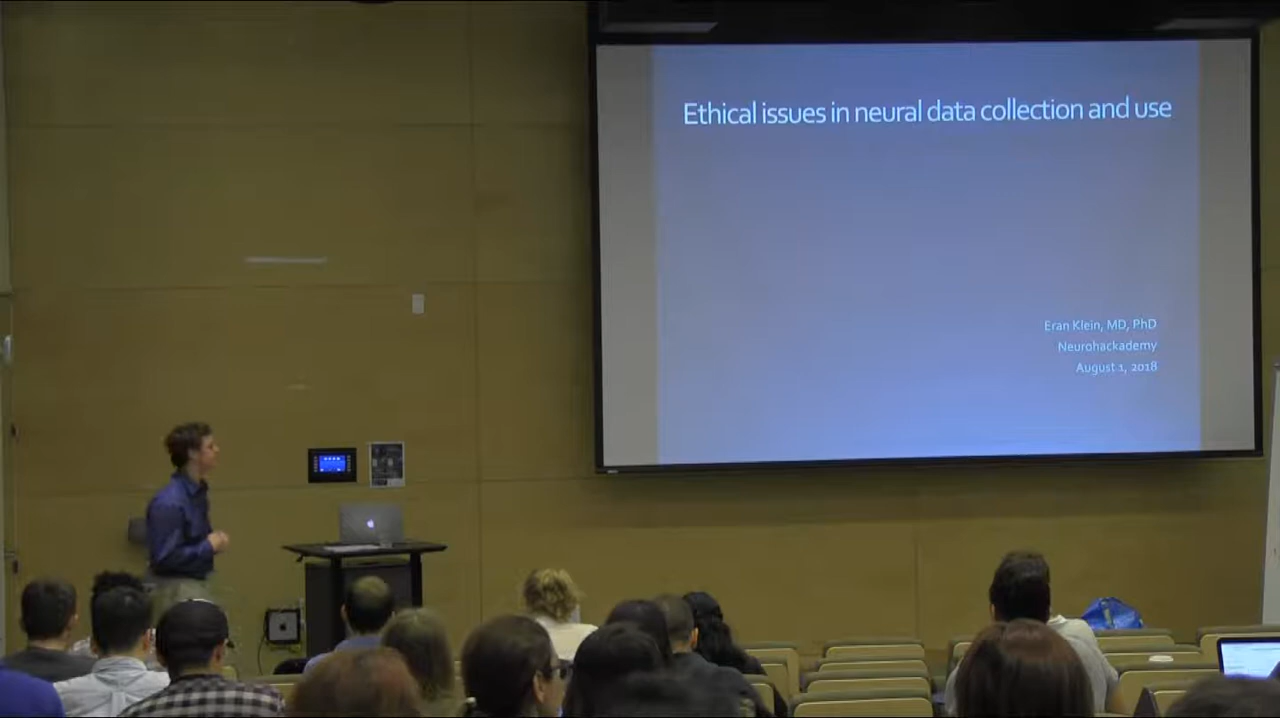 Ethical issues in neural data collection and use
Eran Klein, MD, PhD
Neurohackademy
August 1, 2018